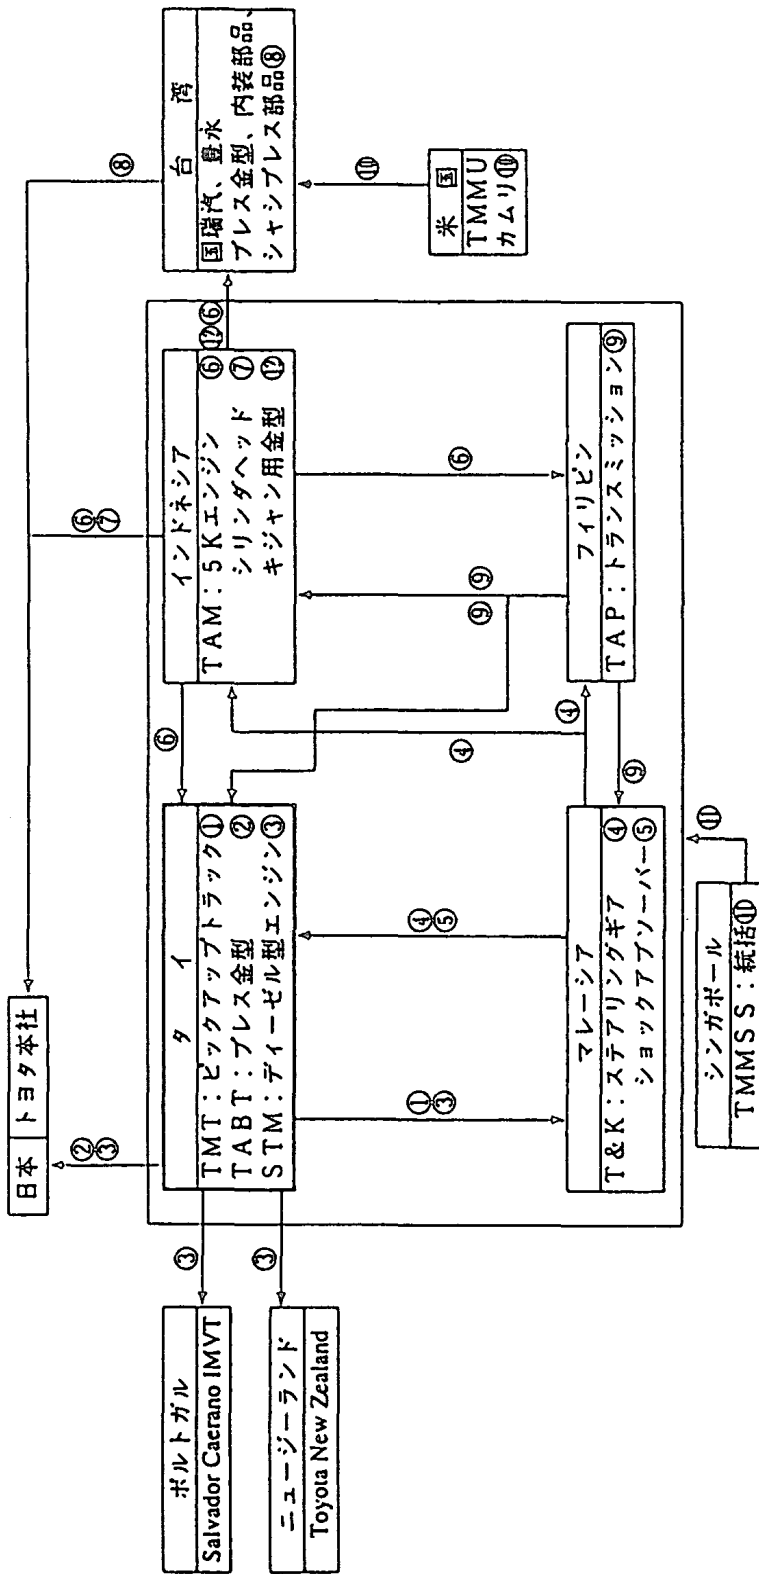 日本 トヨタ本社
②③
⑥⑦
⑧
ポルトガル
Salvador Caerano IMVT
③
ニュージーランド
Toyota New Zealand
③
タイ
TMT:ピックアップトラック①
TABT:プレス金型②
STM:ディーゼル型エンジン③
⑥
インドネシア
TAM:5Kエンジン⑥
シリンダヘッド⑦
キジャン用金型⑫
⑫⑥
台湾
国瑞汽、豊永
プレス金型、内装部品、
シャシプレス部品⑧
⑩
米国
TMMU
カムリ⑩
①③
④⑤
④
⑨
⑨
⑥
マレーシア
T&K:ステアリングギア④
ショックアブソーバー⑤
④
⑨
フィリピン
TAP:トランスミッション⑨
シンガポール
TMMSS:統括⑪
⑪